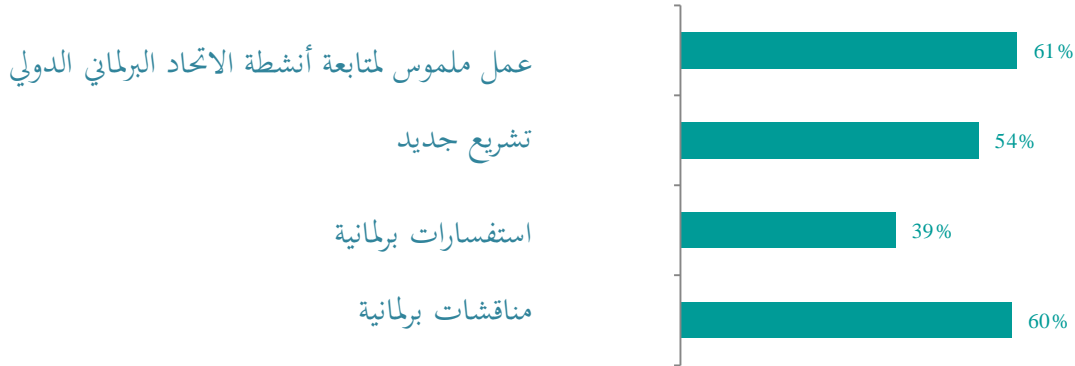 عمل ملموس لمتابعة أنشطة الاتحاد البرلماني الدولي
61%
تشريع جديد
54%
استفسارات برلمانية
39%
مناقشات برلمانية
60%